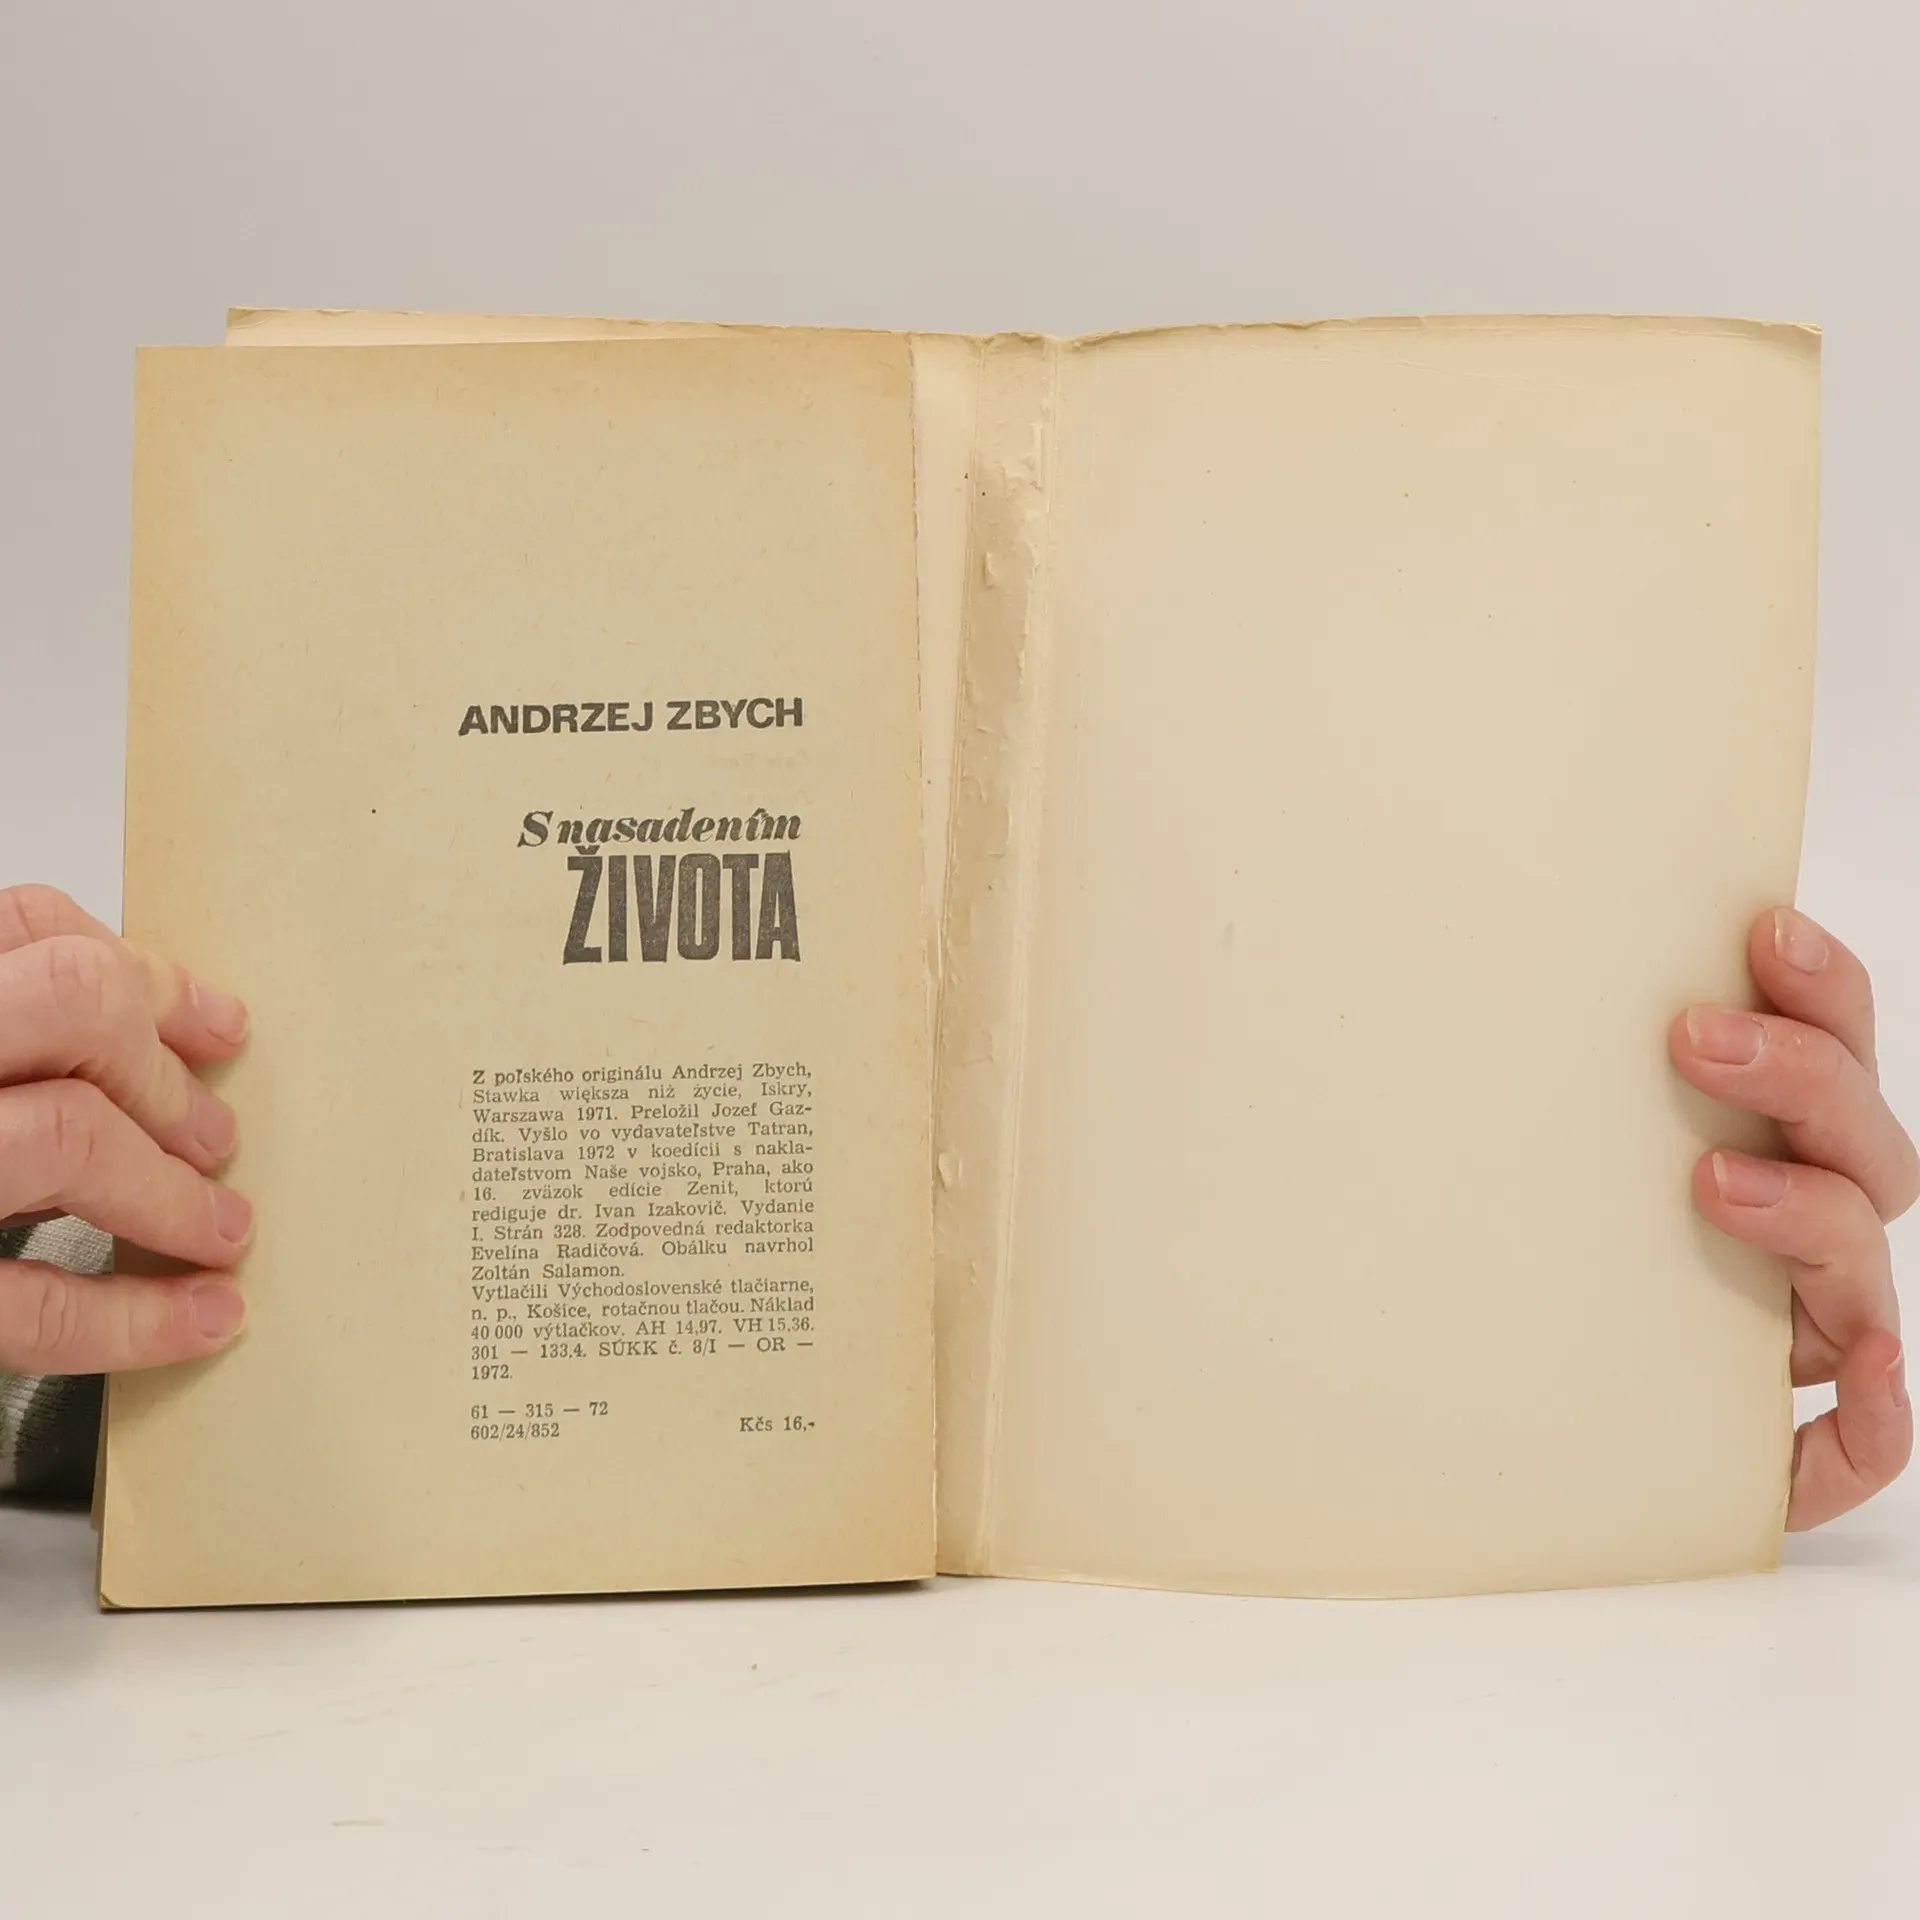 ANDRZEJ ZBYCH
S nasadením
ŽIVOTA
Z poľského originálu Andrzej Zbych,
Stawka większa niż życie, Iskry,
Warszawa 1971. Preložil Jozef Gaz-
dík. Vyšlo vo vydavateľstve Tatran,
Bratislava 1972 v koedícii s nakla-
dateľstvom Naše vojsko, Praha, ako
16. zväzok edície Zenit, ktorú
rediguje dr. Ivan Izakovič. Vydanie
I. Strán 328. Zodpovedná redaktorka
Evelína Radičová. Obálku navrhol
Zoltán Salamon.
Vytlačili Východoslovenské tlačiarne,
n. p., Košice, rotačnou tlačou. Náklad
40 000 výtlačkov. AH 14,97. VH 15,36.
301 — 133.4. SÚKK č. 8/I — OR —
1972.
61 — 315 — 72
602/24/852
Kčs 16,-